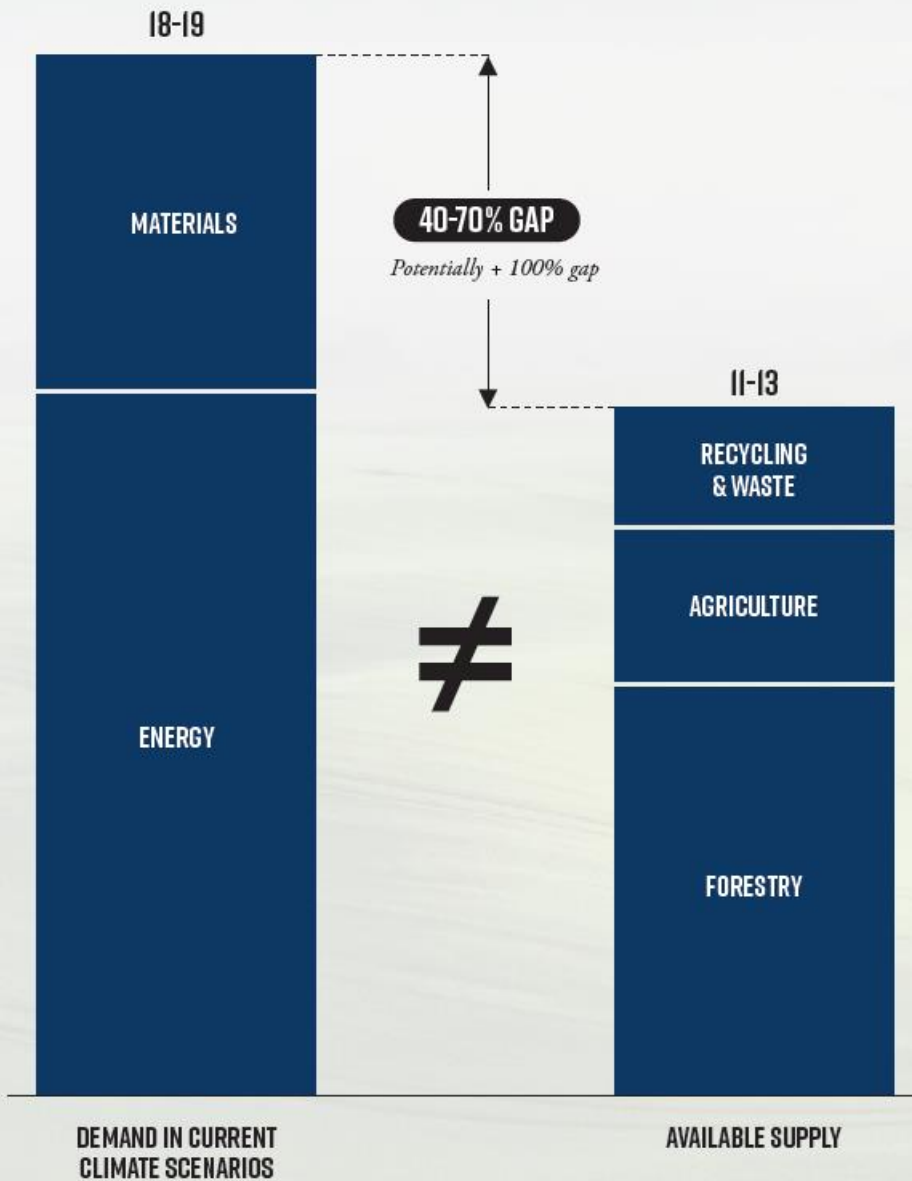 18-19
MATERIALS
40-70% GAP
Potentially + 100% gap
11-13
RECYCLING
& WASTE
AGRICULTURE
≠
ENERGY
FORESTRY
DEMAND IN CURRENT
CLIMATE SCENARIOS
AVAILABLE SUPPLY